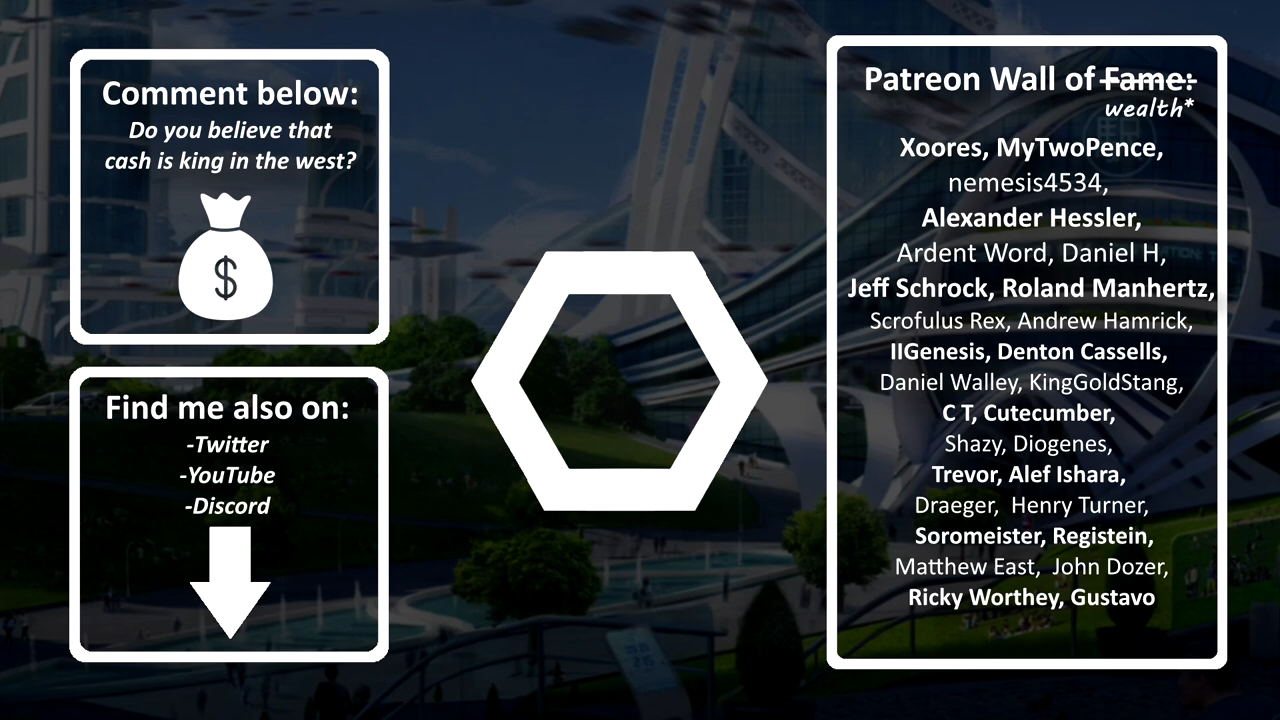 Comment below:
Do you believe that
cash is king in the west?
$
Find me also on:
-Twitter
-YouTube
-Discord
Patreon Wall of Fame:
wealth*
Xoores, MyTwoPence,
nemesis4534,
Alexander Hessler,
Ardent Word, Daniel H,
Jeff Schrock, Roland Manhertz,
Scrofulus Rex, Andrew Hamrick,
IIGenesis, Denton Cassells,
Daniel Walley, KingGoldStang,
C T, Cutecumber,
Shazy, Diogenes,
Trevor, Alef Ishara,
Draeger, Henry Turner,
Soromeister, Registein,
Matthew East, John Dozer,
Ricky Worthey, Gustavo